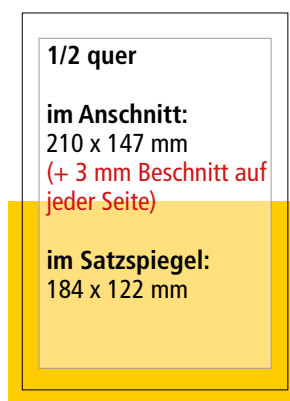 1/2 quer
im Anschnitt:
210 x 147 mm
(+ 3 mm Beschnitt auf
jeder Seite)
im Satzspiegel:
184 x 122 mm